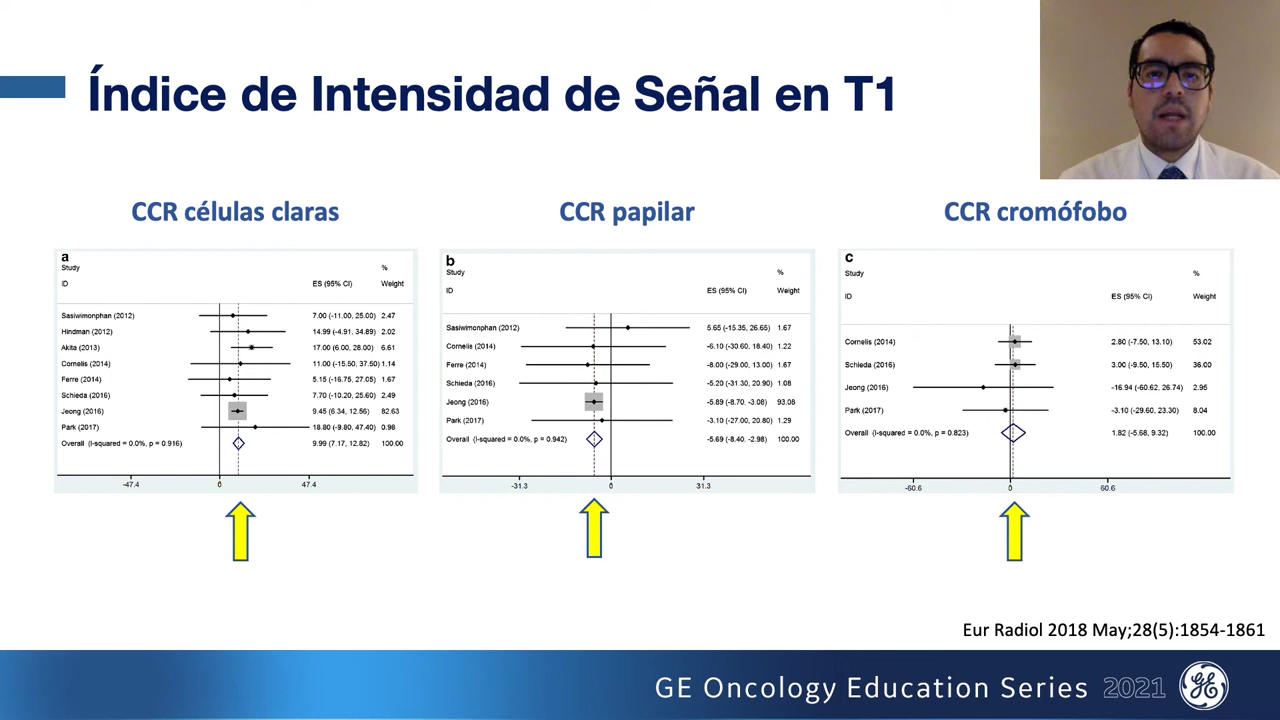 Índice de Intensidad de Señal en T1
CCR células claras
a
Study %
ID ES (95% CI) Weight
Sasiwimonphan (2012) 7.00 (-11.00, 25.00) 2.47
Hindman (2012) 14.99 (-4.91, 34.89) 2.02
Akita (2013) 17.00 (6.00, 28.00) 6.61
Cornelis (2014) 11.00 (-15.50, 37.50) 1.14
Ferre (2014) 5.15 (-16.75, 27.05) 1.67
Schieda (2016) 7.70 (-10.20, 25.60) 2.49
Jeong (2016) 9.45 (6.34, 12.56) 82.63
Park (2017) 18.80 (-9.80, 47.40) 0.98
Overall (I-squared = 0.0%, p = 0.916) 9.99 (7.17, 12.82) 100.00
-47.4 0 47.4
CCR papilar
b
Study %
ID ES (95% CI) Weight
Sasiwimonphan (2012) 5.65 (-15.35, 26.65) 1.67
Cornelis (2014) -6.10 (-30.60, 18.40) 1.22
Ferre (2014) -8.00 (-29.00, 13.00) 1.67
Schieda (2016) -5.20 (-31.30, 20.90) 1.08
Jeong (2016) -5.89 (-8.70, -3.08) 93.08
Park (2017) -3.10 (-27.00, 20.80) 1.29
Overall (I-squared = 0.0%, p = 0.942) -5.69 (-8.40, -2.98) 100.00
-31.3 0 31.3
CCR cromófobo
c
Study %
ID ES (95% CI) Weight
Cornelis (2014) 2.80 (-7.50, 13.10) 53.02
Schieda (2016) 3.00 (-9.50, 15.50) 36.00
Jeong (2016) -16.94 (-60.62, 26.74) 2.95
Park (2017) -3.10 (-29.60, 23.30) 8.04
Overall (I-squared = 0.0%, p = 0.823) 1.82 (-5.68, 9.32) 100.00
-60.6 0 60.6
Eur Radiol 2018 May;28(5):1854-1861
GE Oncology Education Series 2021 GE